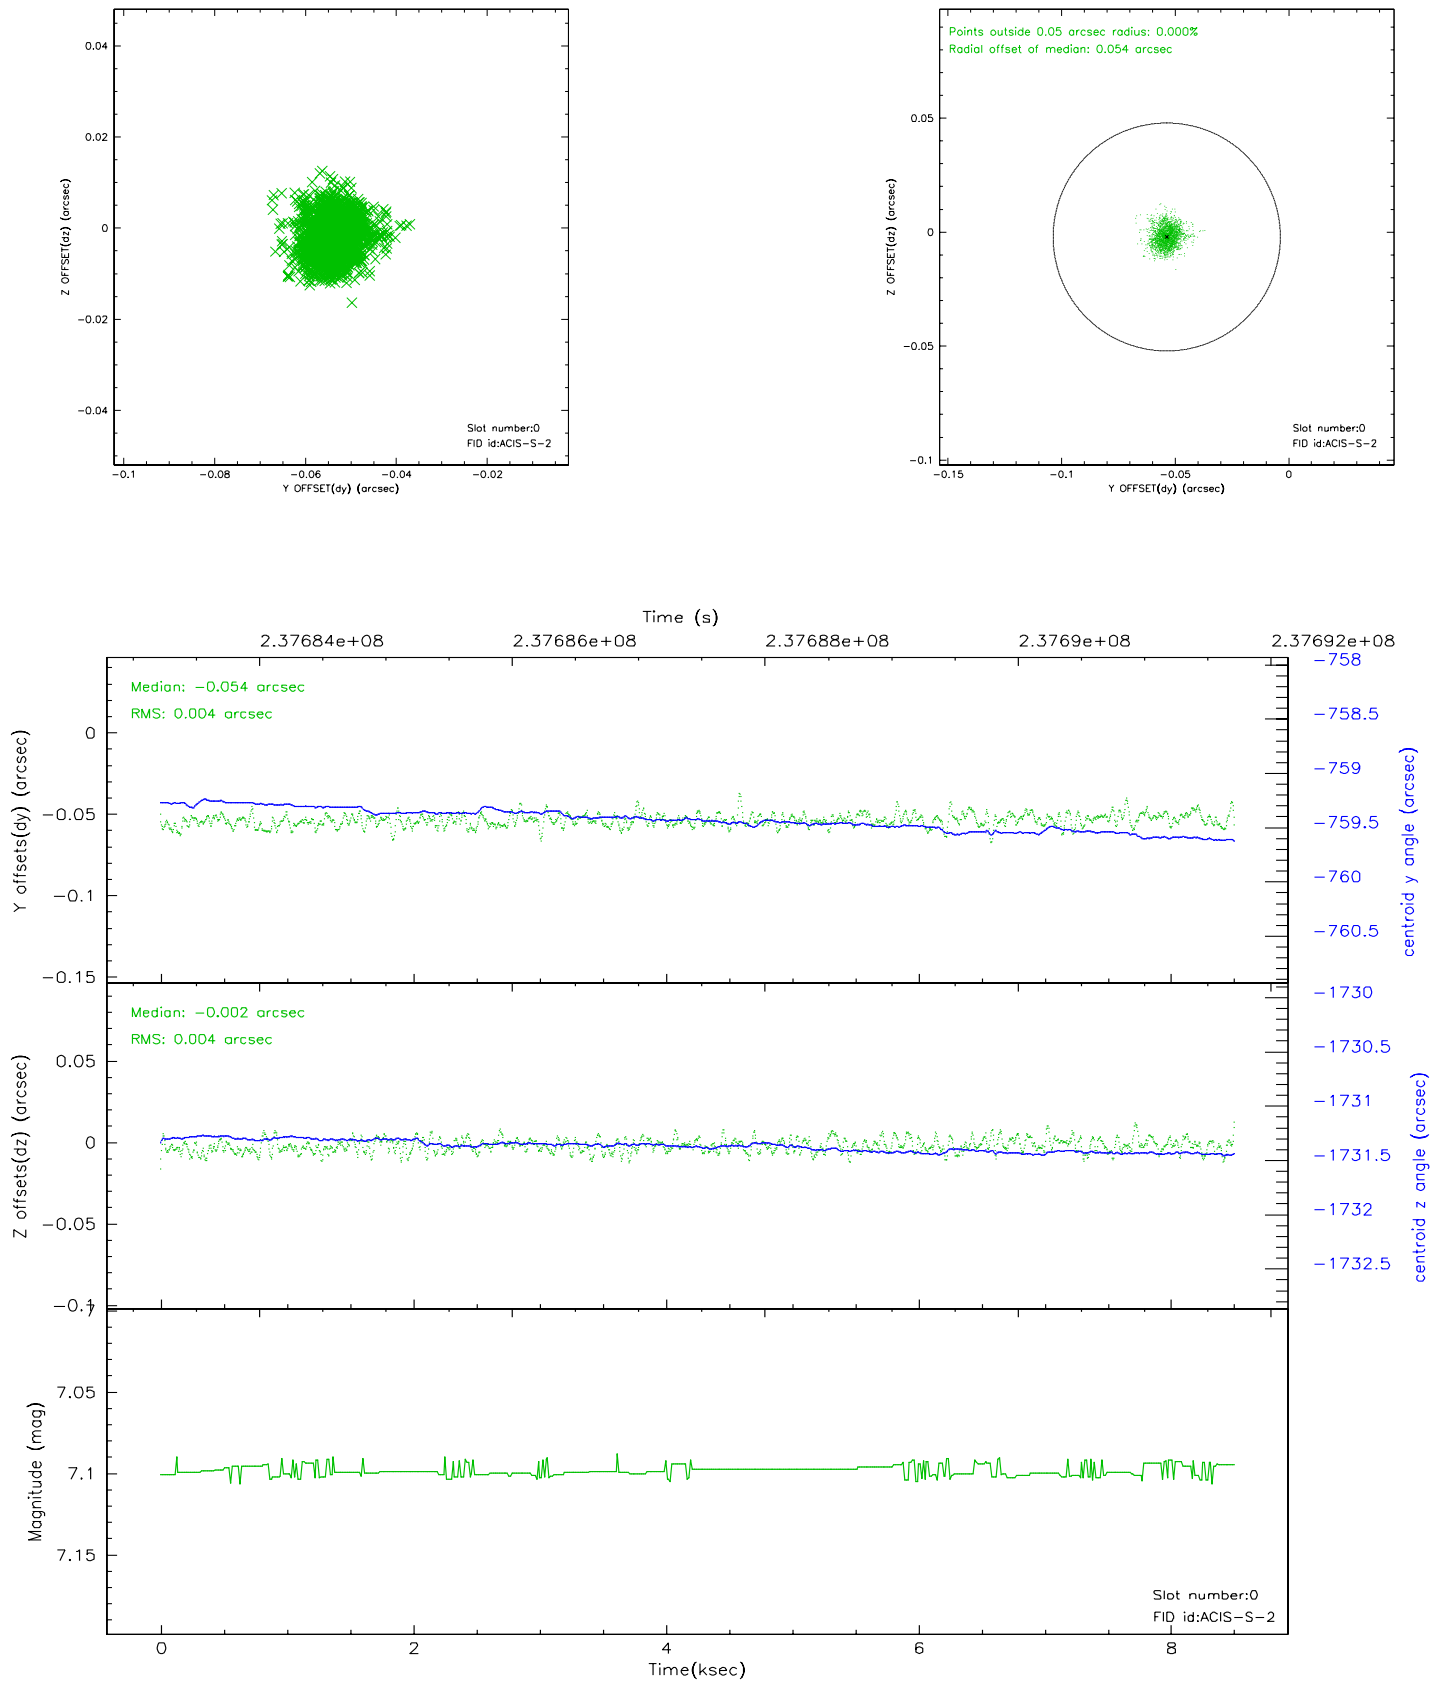 0.04
0.02
0
-0.02
-0.04
Z OFFSET(dz) (arcsec)
Slot number:0
FID id:ACIS-S-2
-0.1
-0.08
-0.06
-0.04
-0.02
Y OFFSET(dy) (arcsec)
Points outside 0.05 arcsec radius: 0.000%
Radial offset of median: 0.054 arcsec
0.05
0
-0.05
-0.1
Z OFFSET(dz) (arcsec)
Slot number:0
FID id:ACIS-S-2
-0.15
-0.1
-0.05
0
Y OFFSET(dy) (arcsec)
Time (s)
2.37684e+08
2.37686e+08
2.37688e+08
2.3769e+08
2.37692e+08
Median: -0.054 arcsec
RMS: 0.004 arcsec
0
-0.05
-0.1
-0.15
Y offsets(dy) (arcsec)
-758
-758.5
-759
-759.5
-760
-760.5
centroid y angle (arcsec)
Median: -0.002 arcsec
RMS: 0.004 arcsec
0.05
0
-0.05
-0.1
Z offsets(dz) (arcsec)
-1730
-1730.5
-1731
-1731.5
-1732
-1732.5
centroid z angle (arcsec)
7
7.05
7.1
7.15
Magnitude (mag)
Slot number:0
FID id:ACIS-S-2
0
2
4
6
8
Time(ksec)